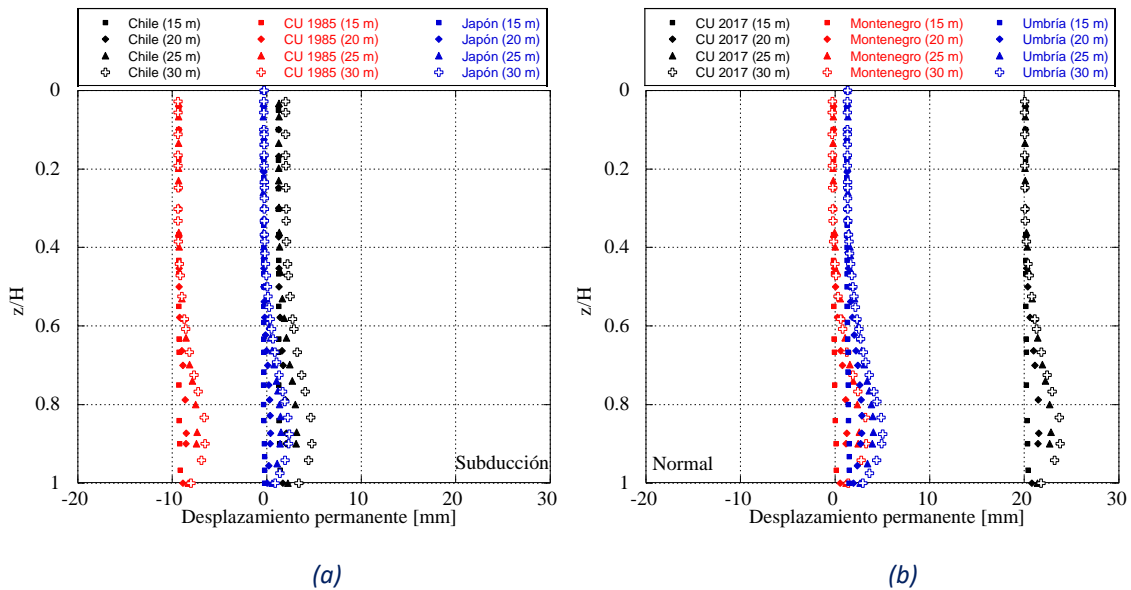 Chile (15 m) CU 1985 (15 m) Japón (15 m)
Chile (20 m) CU 1985 (20 m) Japón (20 m)
Chile (25 m) CU 1985 (25 m) Japón (25 m)
Chile (30 m) CU 1985 (30 m) Japón (30 m)
0
0.2
0.4
0.6
0.8
1
z/H
Subducción
-20 -10 0 10 20 30
Desplazamiento permanente [mm]
(a)
CU 2017 (15 m) Montenegro (15 m) Umbría (15 m)
CU 2017 (20 m) Montenegro (20 m) Umbría (20 m)
CU 2017 (25 m) Montenegro (25 m) Umbría (25 m)
CU 2017 (30 m) Montenegro (30 m) Umbría (30 m)
0
0.2
0.4
0.6
0.8
1
z/H
Normal
-20 -10 0 10 20 30
Desplazamiento permanente [mm]
(b)